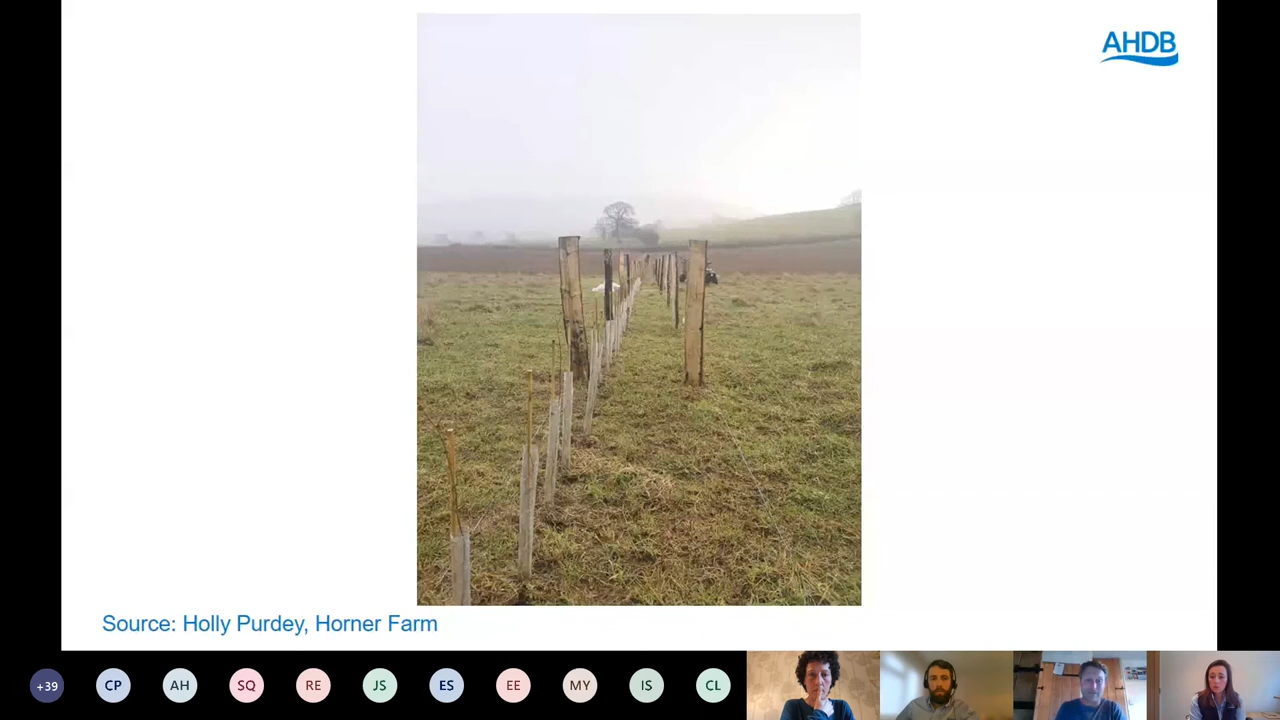 AHDB
Source: Holly Purdey, Horner Farm
+39
CP
AH
SQ
RE
JS
ES
EE
MY
IS
CL